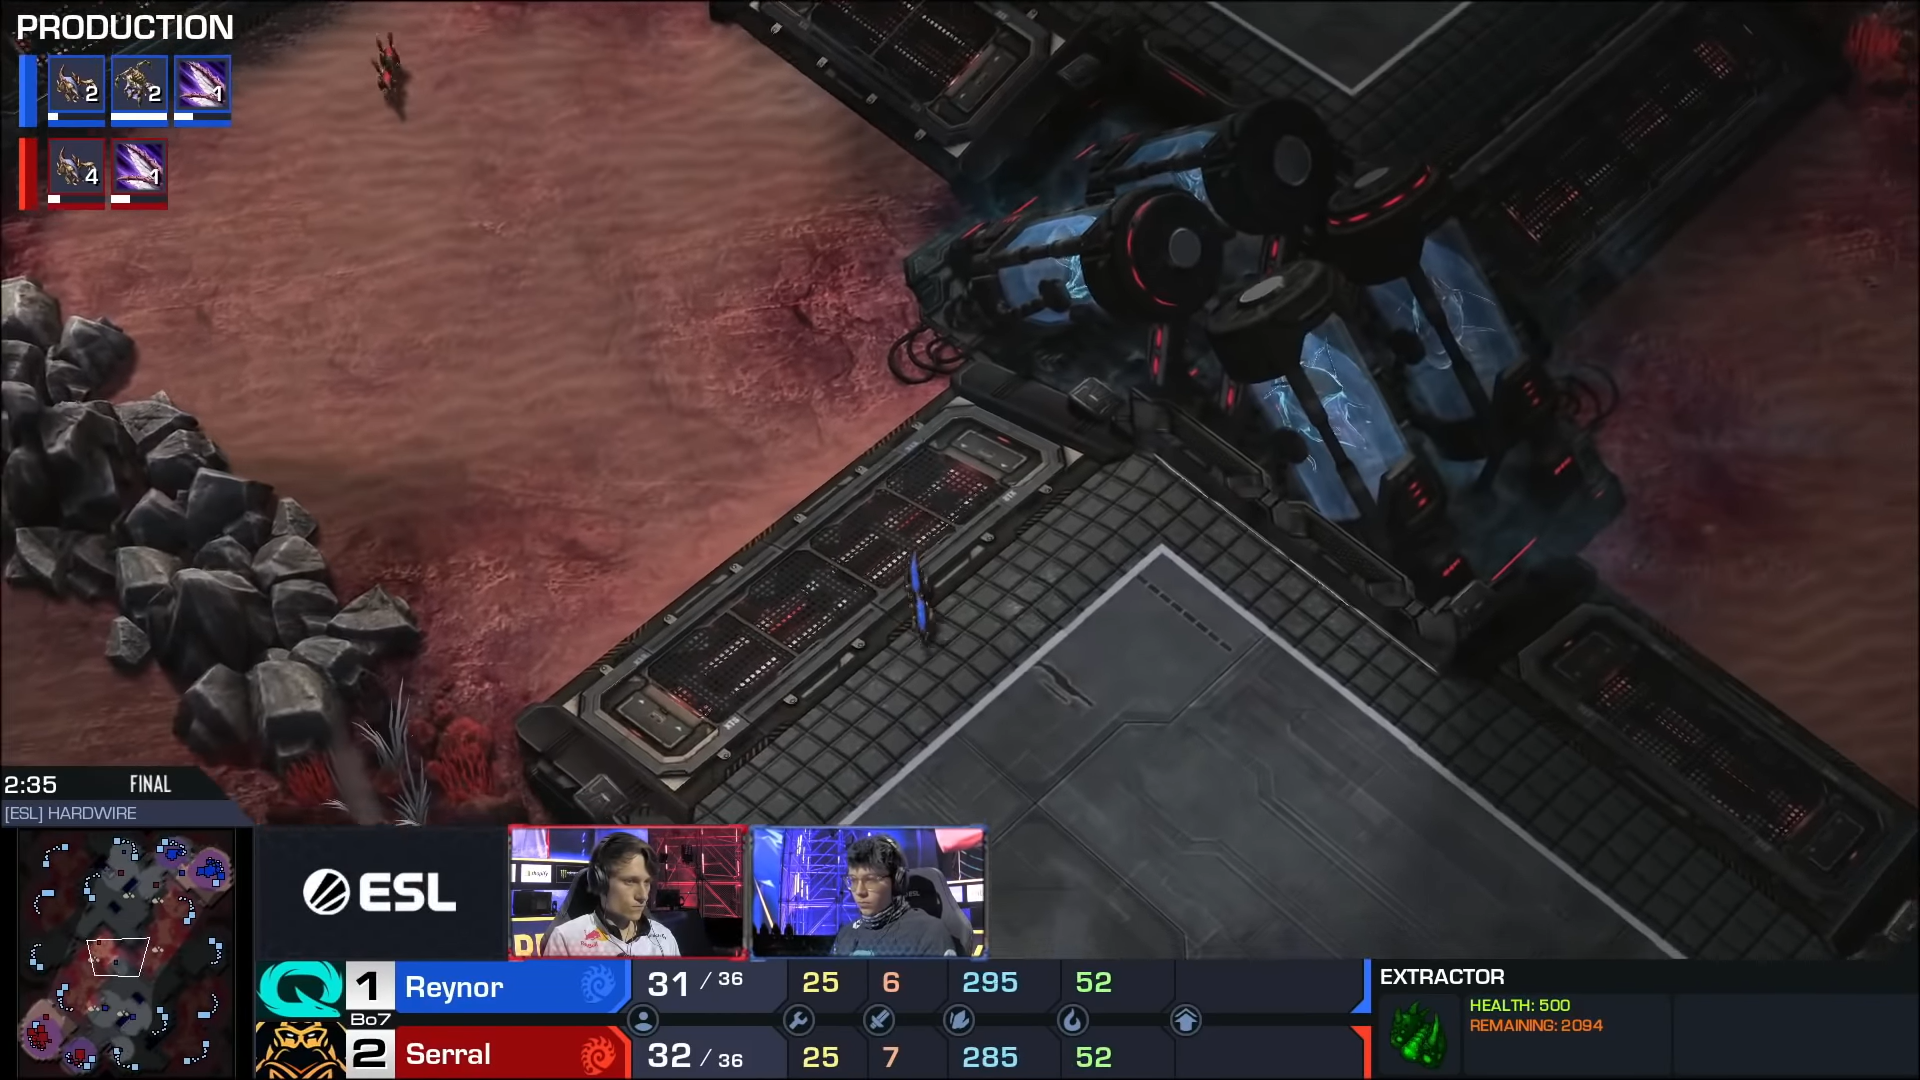 PRODUCTION
2 2 1
4 1
2:35 FINAL
[ESL] HARDWIRE
ESL
1 Reynor 31 / 36 25 6 295 52
Bo7
2 Serral 32 / 36 25 7 285 52
EXTRACTOR
HEALTH: 500
REMAINING: 2094